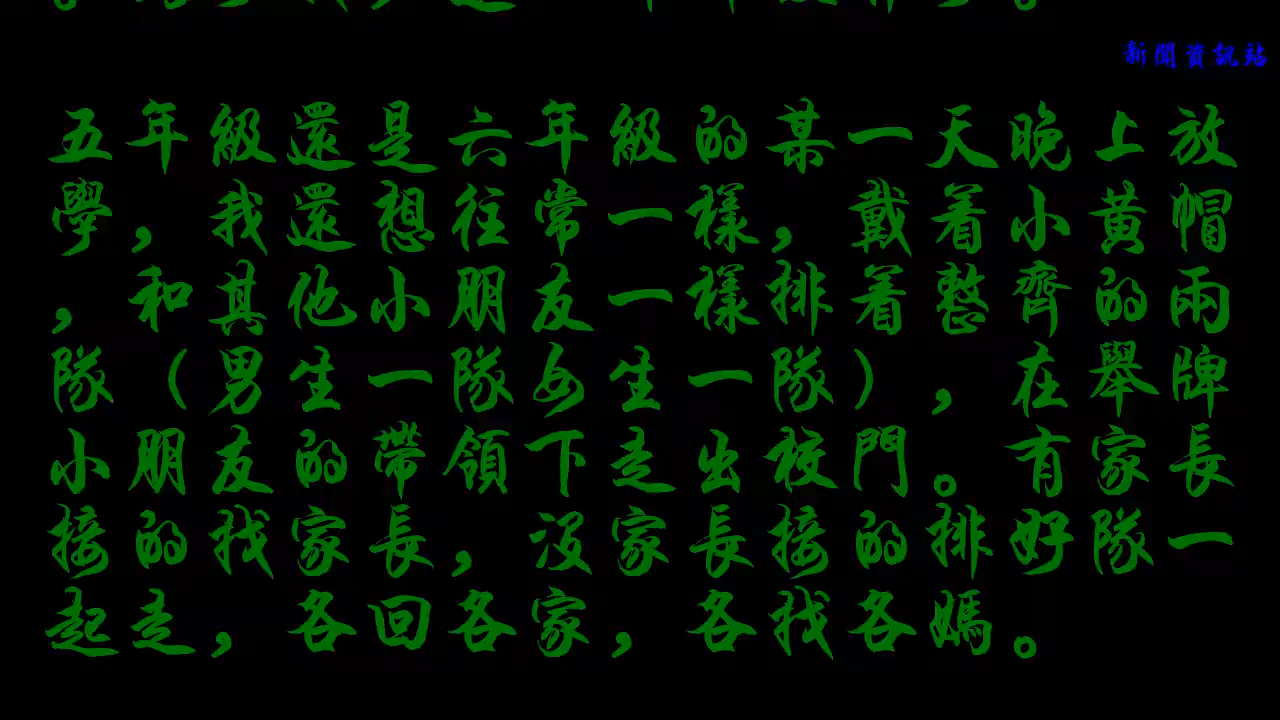 新聞資訊站
五年級還是六年級的某一天晚上放
學，我還想往常一樣，戴着小黃帽
，和其他小朋友一樣排着整齊的兩
隊（男生一隊女生一隊），在舉牌
小朋友的帶領下走出校門。有家長
接的找家長，沒家長接的排好隊一
起走，各回各家，各找各媽。